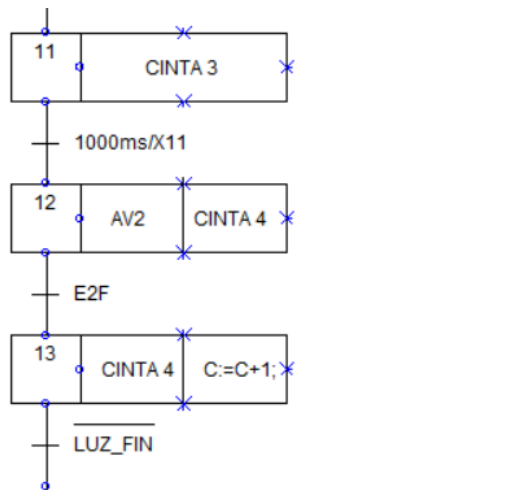 11
CINTA 3
1000ms/X11
12
AV2
CINTA 4
E2F
13
CINTA 4
C:=C+1;
LUZ_FIN